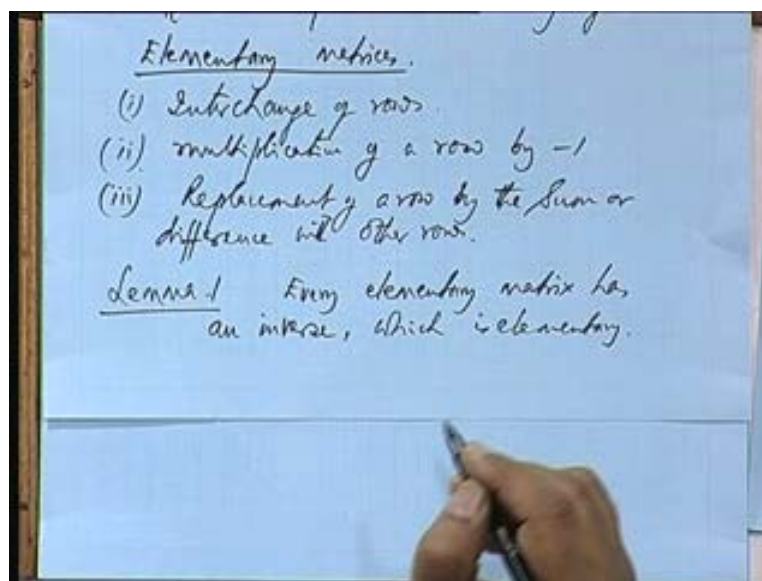 Elementary matrices.
(i) Interchange of rows.
(ii) multiplication of a row by -1
(iii) Replacement of a row by the Sum or
difference with other rows.
Lemma 1 Every elementary matrix has
an inverse, which is elementary.